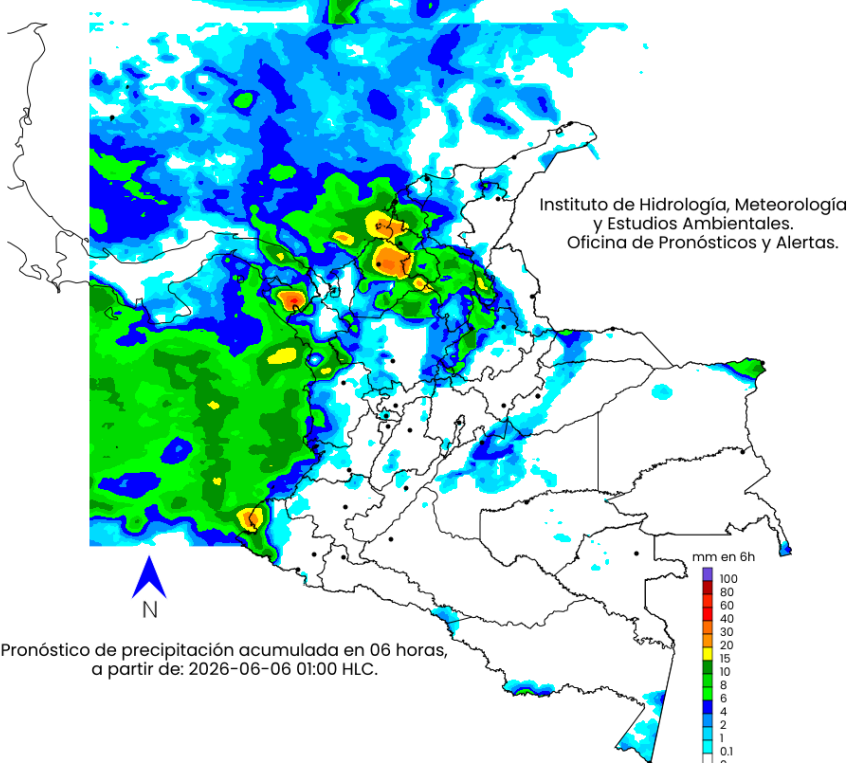 Instituto de Hidrología, Meteorología
y Estudios Ambientales.
Oficina de Pronósticos y Alertas.
mm en 6h
100
80
60
40
30
20
15
10
8
6
4
2
1
0.1
0
N
Pronóstico de precipitación acumulada en 06 horas,
a partir de: 2026-06-06 01:00 HLC.